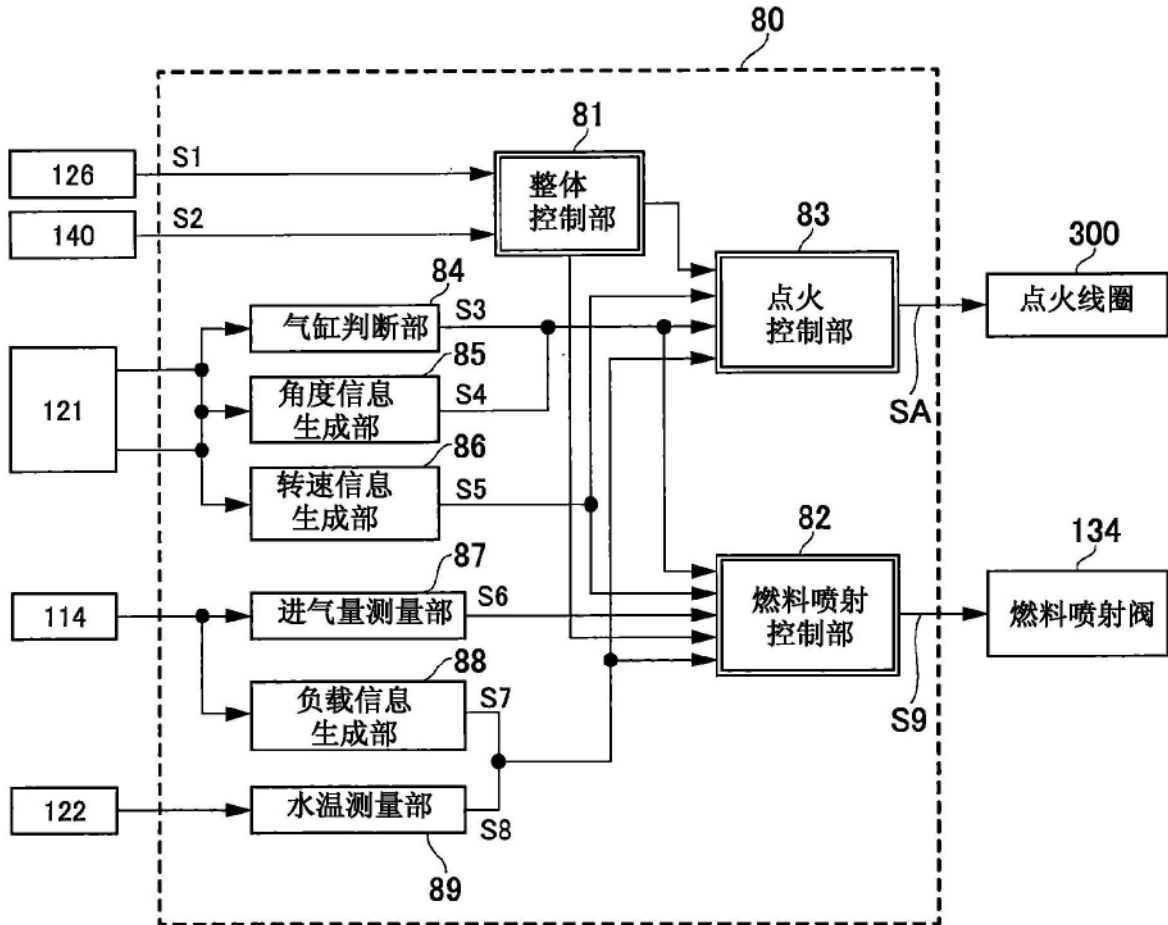 80
81
126
S1
整体
控制部
140
S2
83
300
84
点火
控制部
点火线圈
气缸判断部
S3
85
SA
121
角度信息
生成部
S4
86
转速信息
生成部
S5
82
134
87
114
进气量测量部
S6
燃料喷射
控制部
燃料喷射阀
88
负载信息
生成部
S7
S9
122
水温测量部
S8
89